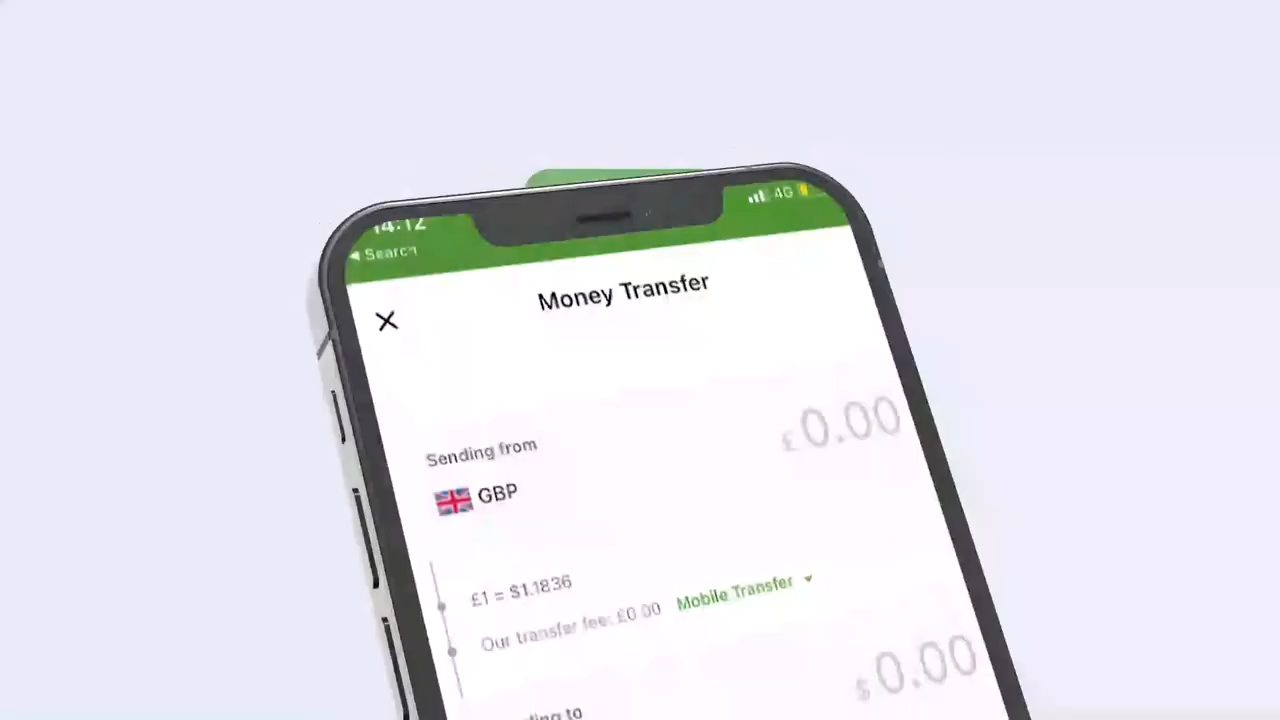 14:12
4G
Search
Money Transfer
£0.00
Sending from
GBP
£1 = $1.1836
Our transfer fee: £0.00 Mobile Transfer
$0.00
to